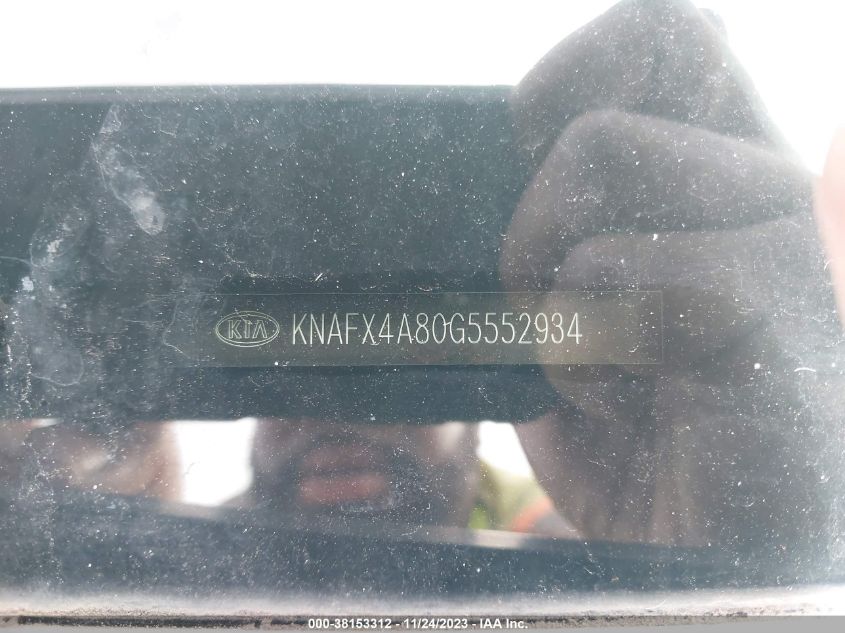 KIA KNAFX4A80G5552934
000-38153312 - 11/24/2023 - IAA Inc.